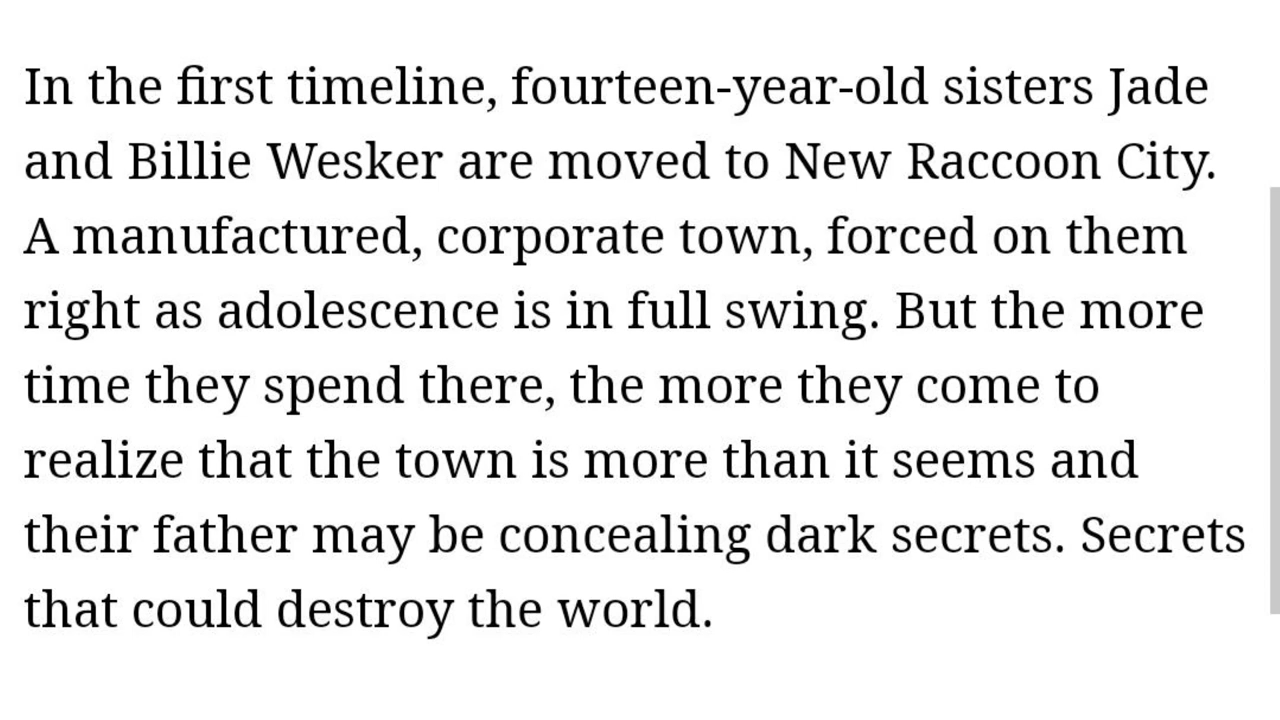 In the first timeline, fourteen-year-old sisters Jade
and Billie Wesker are moved to New Raccoon City.
A manufactured, corporate town, forced on them
right as adolescence is in full swing. But the more
time they spend there, the more they come to
realize that the town is more than it seems and
their father may be concealing dark secrets. Secrets
that could destroy the world.